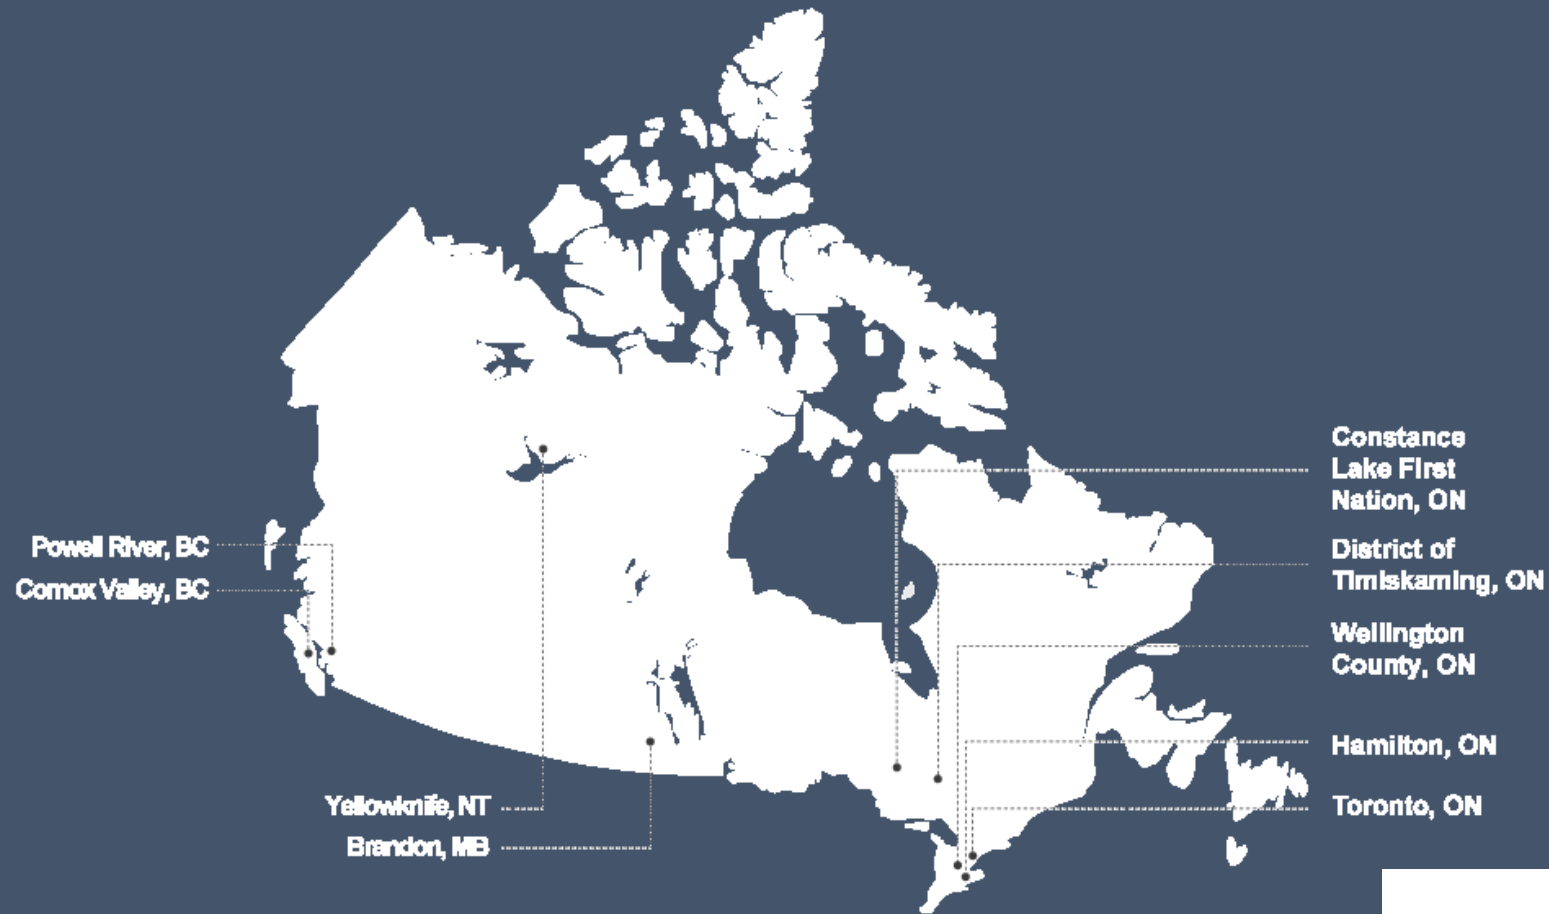 Constance
Lake First
Nation, ON
Powell River, BC
District of
Timiskaming, ON
Comox Valley, BC
Wellington
County, ON
Hamilton, ON
Yellowknife, NT
Toronto, ON
Brandon, MB